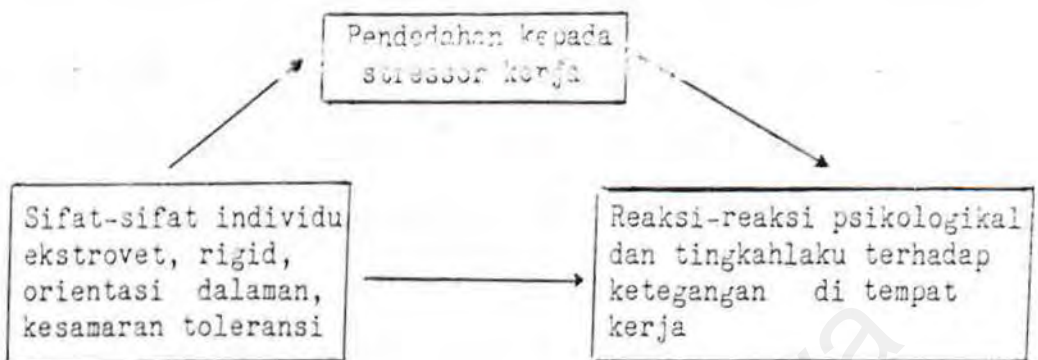 Pendedahan kepada
stressor kerja
Sifat-sifat individu
ekstrovet, rigid,
orientasi dalaman,
kesamaran toleransi
Reaksi-reaksi psikologikal
dan tingkahlaku terhadap
ketegangan di tempat
kerja